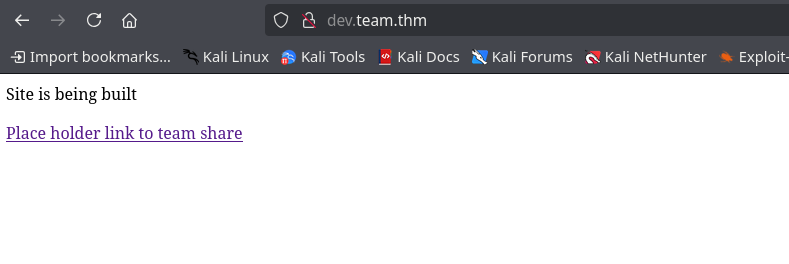 dev.team.thm
Import bookmarks... Kali Linux Kali Tools Kali Docs Kali Forums Kali NetHunter Exploit-
Site is being built
Place holder link to team share